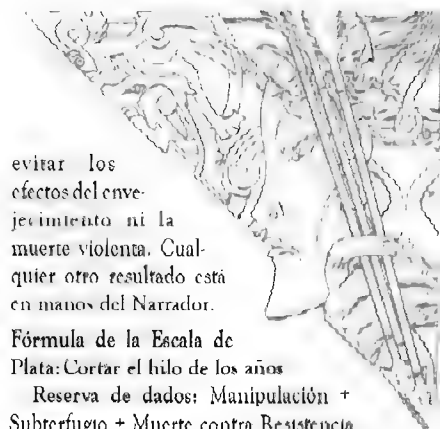 evitar los
efectos del enve-
jecimiento ni la
muerte violenta. Cual-
quier otro resultado está
en manos del Narrador.
Fórmula de la Escala de
Plata: Cortar el hilo de los años
Reserva de dados: Manipulación +
Subterfugio + Muerte contra Resistencia